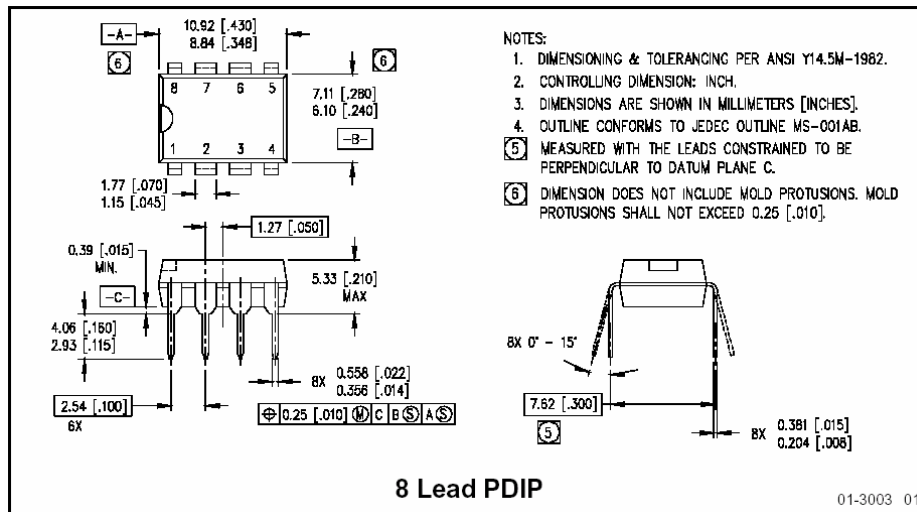 10.92 [.430]
8.84 [.348]
-A-
6
6
8 7 6 5
7.11 [.280]
6.10 [.240]
-B-
1 2 3 4
1.77 [.070]
1.15 [.045]
1.27 [.050]
0.39 [.015]
MIN.
-C-
5.33 [.210]
MAX
4.06 [.160]
2.93 [.115]
8X 0.558 [.022]
0.356 [.014]
2.54 [.100]
6X
⌖ 0.25 [.010] Ⓜ C B Ⓢ A Ⓢ
NOTES:
1. DIMENSIONING & TOLERANCING PER ANSI Y14.5M-1982.
2. CONTROLLING DIMENSION: INCH.
3. DIMENSIONS ARE SHOWN IN MILLIMETERS [INCHES].
4. OUTLINE CONFORMS TO JEDEC OUTLINE MS-001AB.
5 MEASURED WITH THE LEADS CONSTRAINED TO BE
PERPENDICULAR TO DATUM PLANE C.
6 DIMENSION DOES NOT INCLUDE MOLD PROTUSIONS. MOLD
PROTUSIONS SHALL NOT EXCEED 0.25 [.010].
8X 0° - 15°
7.62 [.300]
5
8X 0.381 [.015]
0.204 [.008]
8 Lead PDIP
01-3003 01